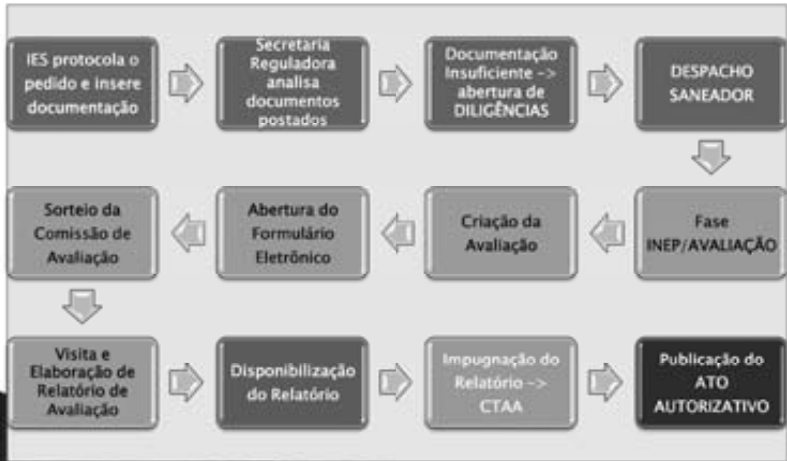 IES protocola o
pedido e insere
documentação
Secretaria
Reguladora
analisa
documentos
postados
Documentação
Insuficiente ->
abertura de
DILIGÊNCIAS
DESPACHO
SANEADOR
Fase
INEP/AVALIAÇÃO
Criação da
Avaliação
Abertura do
Formulário
Eletrônico
Sorteio da
Comissão de
Avaliação
Visita e
Elaboração de
Relatório de
Avaliação
Disponibilização
do Relatório
Impugnação do
Relatório ->
CTAA
Publicação do
ATO
AUTORIZATIVO